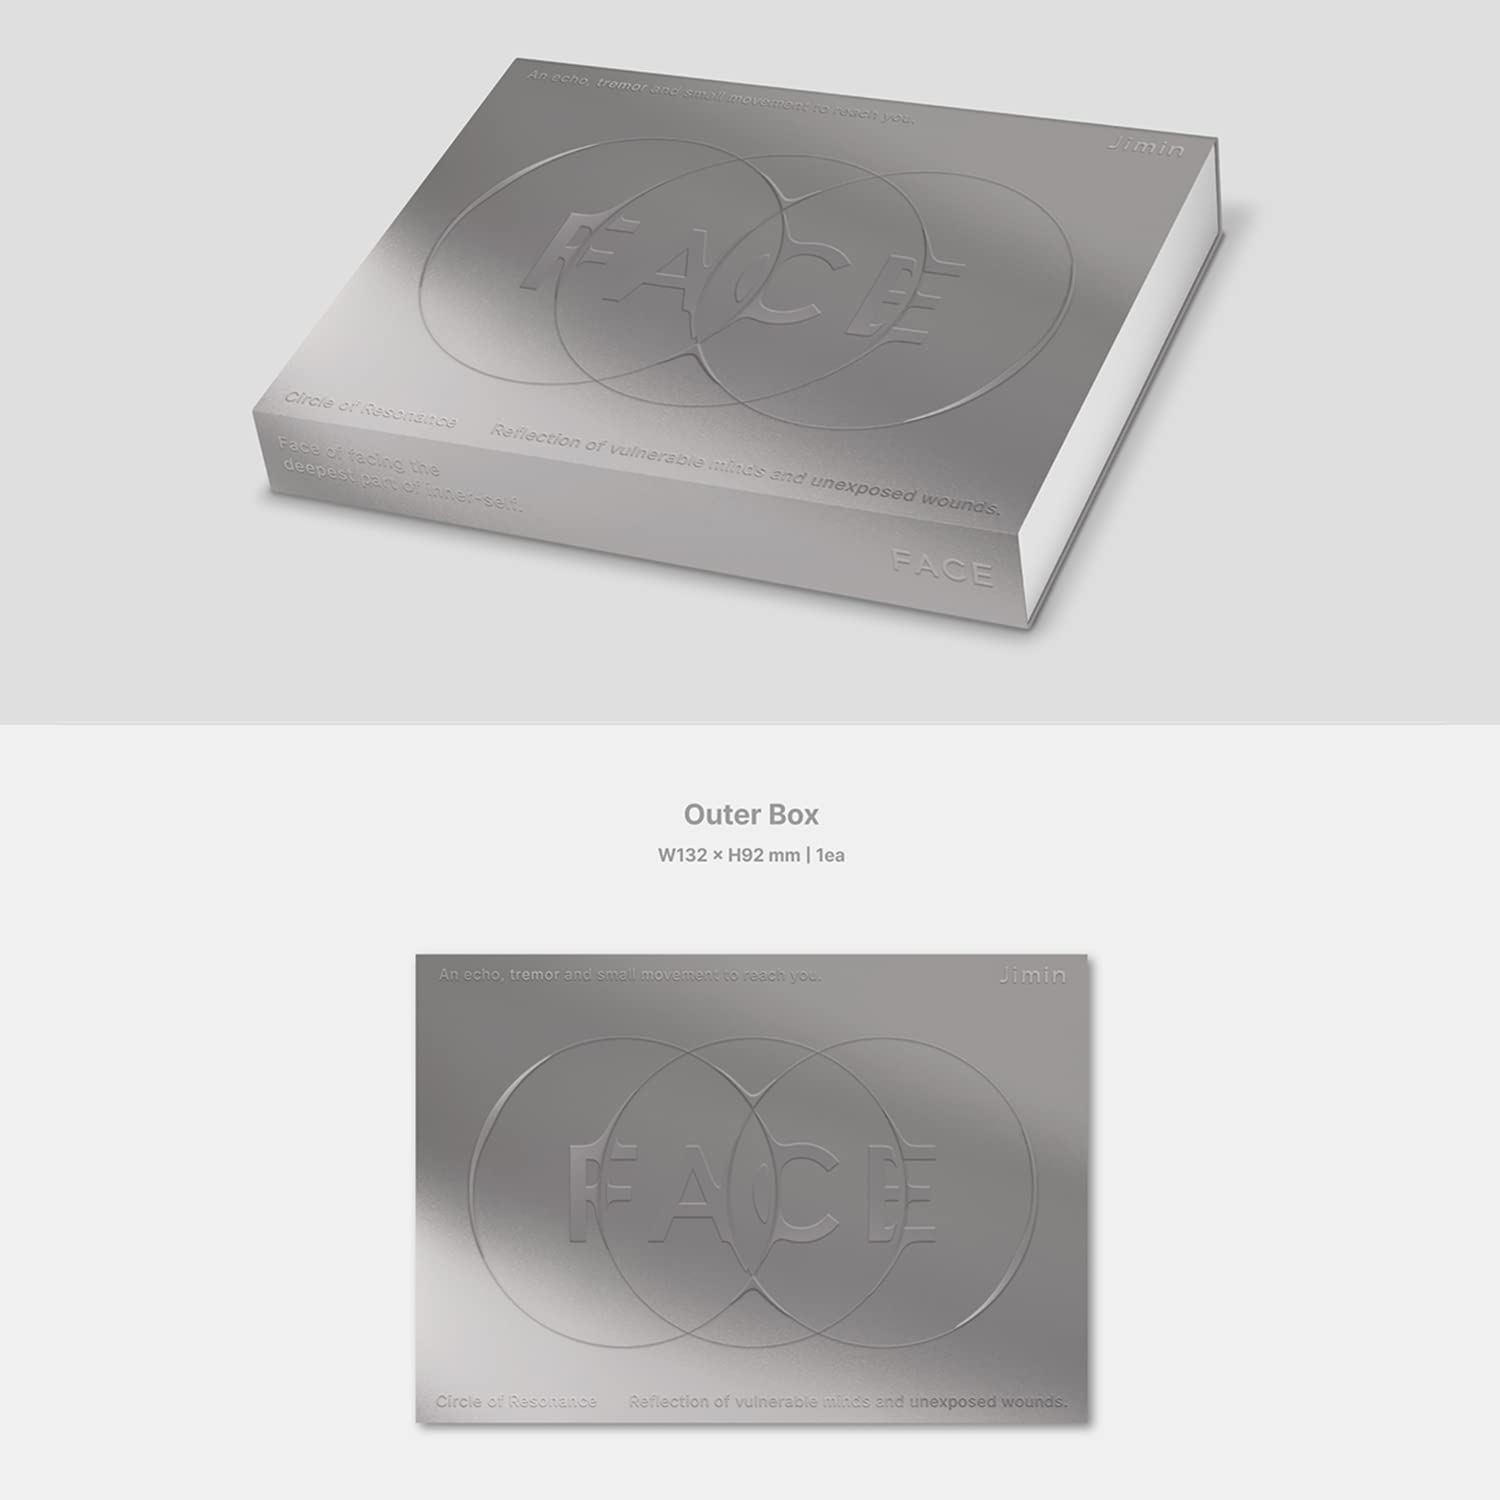 An echo, tremor and small movement to reach you.
Jimin
FACE
Circle of Resonance
Reflection of vulnerable minds and unexposed wounds.
Face of facing the
deepest part of inner-self.
FACE
Outer Box
W132 × H92 mm | 1ea
An echo, tremor and small movement to reach you.
Jimin
FACE
Circle of Resonance
Reflection of vulnerable minds and unexposed wounds.